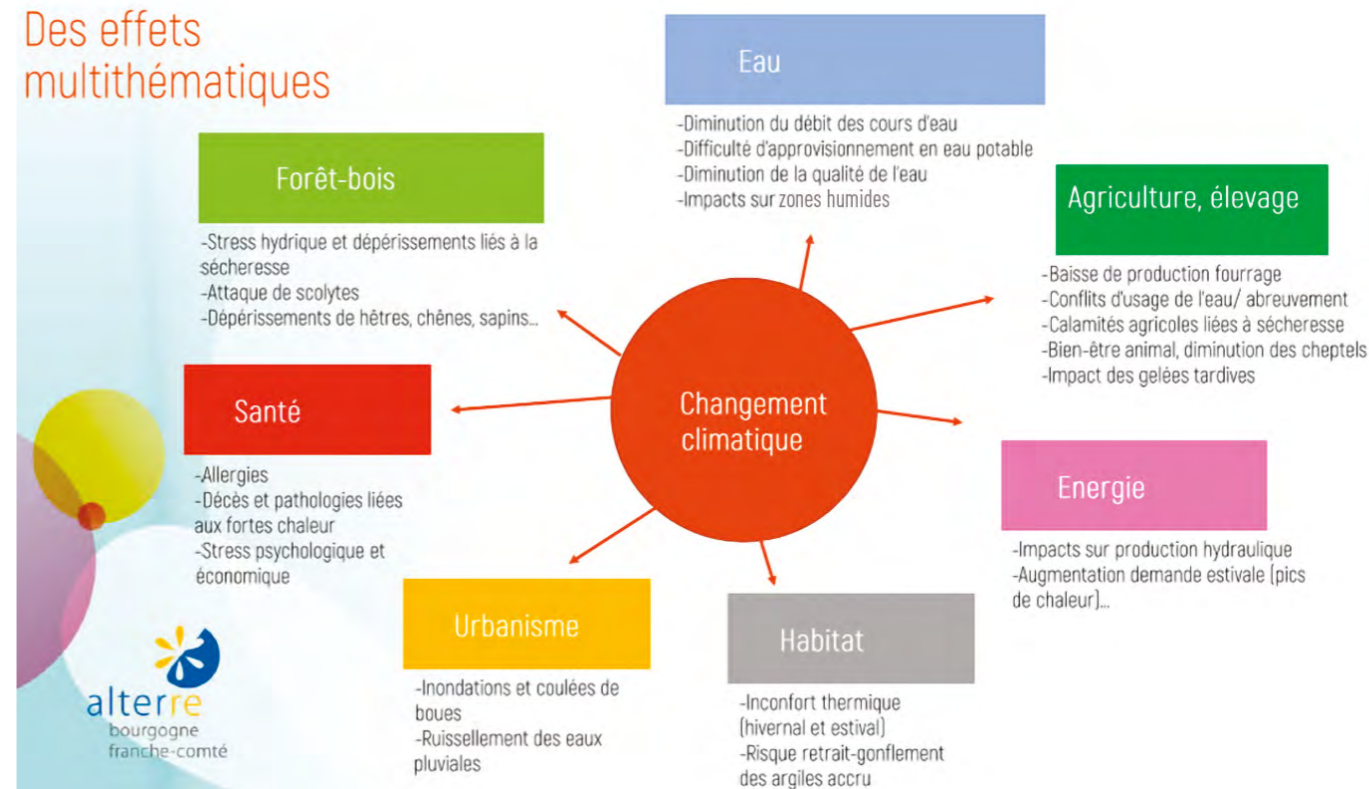 Des effets
multithématiques
Eau
-Diminution du débit des cours d'eau
-Difficulté d'approvisionnement en eau potable
-Diminution de la qualité de l'eau
-Impacts sur zones humides
Forêt-bois
-Stress hydrique et dépérissements liés à la
sécheresse
-Attaque de scolytes
-Dépérissements de hêtres, chênes, sapins...
Agriculture, élevage
-Baisse de production fourrage
-Conflits d'usage de l'eau/ abreuvement
-Calamités agricoles liées à sécheresse
-Bien-être animal, diminution des cheptels
-Impact des gelées tardives
Changement
climatique
Santé
-Allergies
-Décès et pathologies liées
aux fortes chaleur
-Stress psychologique et
économique
Energie
-Impacts sur production hydraulique
-Augmentation demande estivale (pics
de chaleur)...
Urbanisme
-Inondations et coulées de
boues
-Ruissellement des eaux
pluviales
Habitat
-Inconfort thermique
(hivernal et estival)
-Risque retrait-gonflement
des argiles accru
alterre
bourgogne
franche-comté